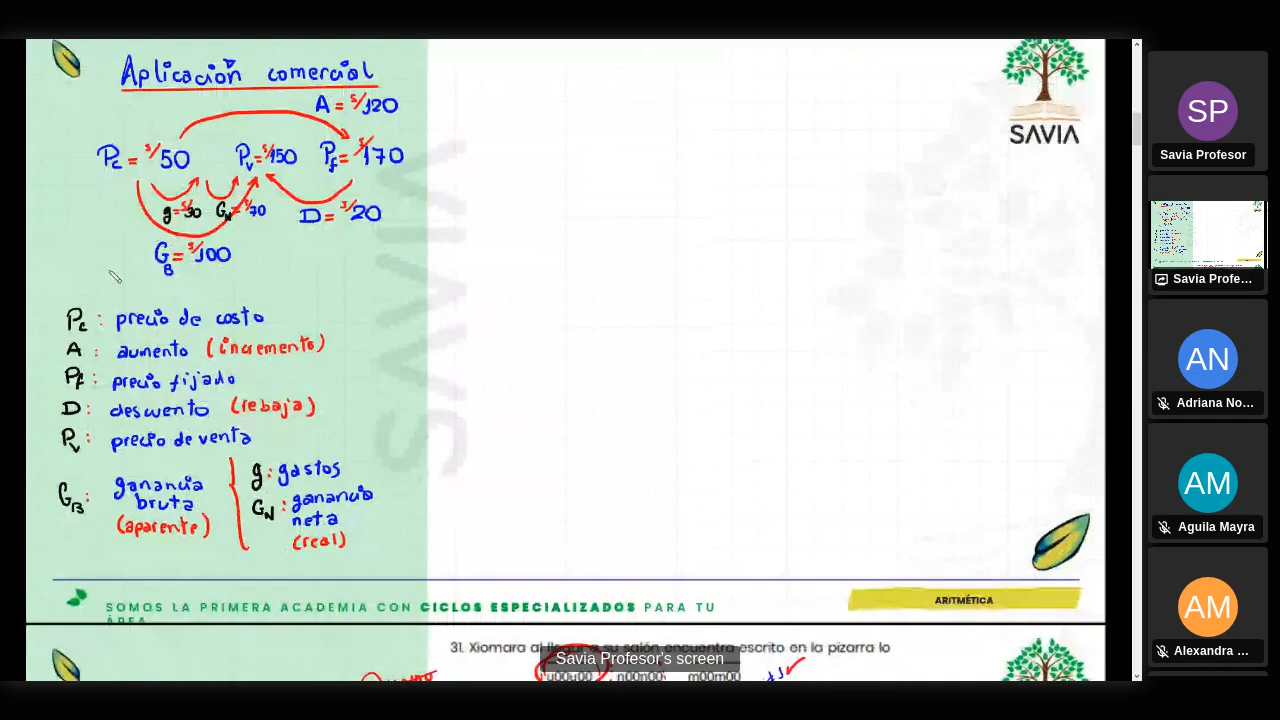 Aplicación comercial
A = S/120
Pc = S/50 Pv = S/150 Pf = S/170
g = S/30 GN = S/70 D = S/20
GB = S/100
Pc : precio de costo
A : aumento (incremento)
Pf : precio fijado
D : descuento (rebaja)
Pv : precio de venta
GB : ganancia bruta (aparente)
g : gastos
GN : ganancia neta (real)
SAVIA
SAVIA
SOMOS LA PRIMERA ACADEMIA CON CICLOS ESPECIALIZADOS PARA TU
ÁREA
ARITMÉTICA
31. Xiomara al llegar a su salón encuentra escrito en la pizarra lo
Savia Profesor's screen
SP
Savia Profesor
Savia Profe...
AN
Adriana No...
AM
Aguila Mayra
AM
Alexandra ...